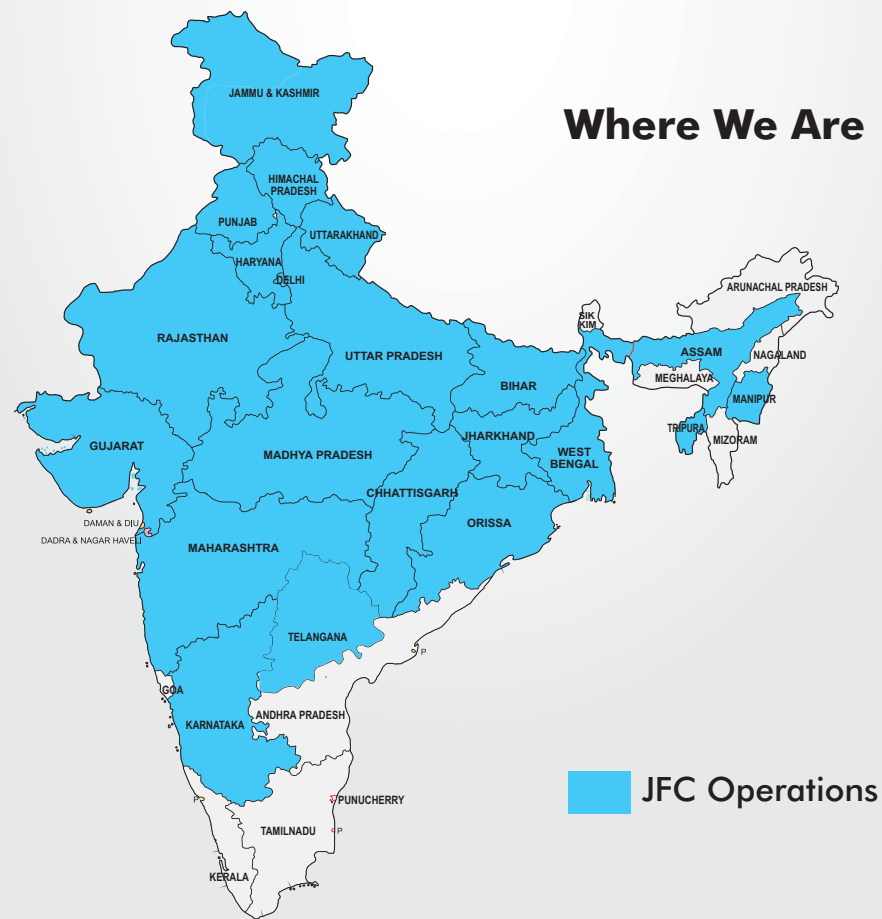 JAMMU & KASHMIR
Where We Are
HIMACHAL
PRADESH
PUNJAB
UTTARAKHAND
HARYANA
DELHI
ARUNACHAL PRADESH
SIK
KIM
RAJASTHAN
UTTAR PRADESH
ASSAM
NAGALAND
BIHAR
MEGHALAYA
MANIPUR
TRIPURA
MIZORAM
GUJARAT
MADHYA PRADESH
JHARKHAND
WEST
BENGAL
CHHATTISGARH
ORISSA
DAMAN & DIU
DADRA & NAGAR HAVELI
MAHARASHTRA
TELANGANA
P
GOA
ANDHRA PRADESH
KARNATAKA
P
PUNUCHERRY
JFC Operations
TAMILNADU
P
KERALA